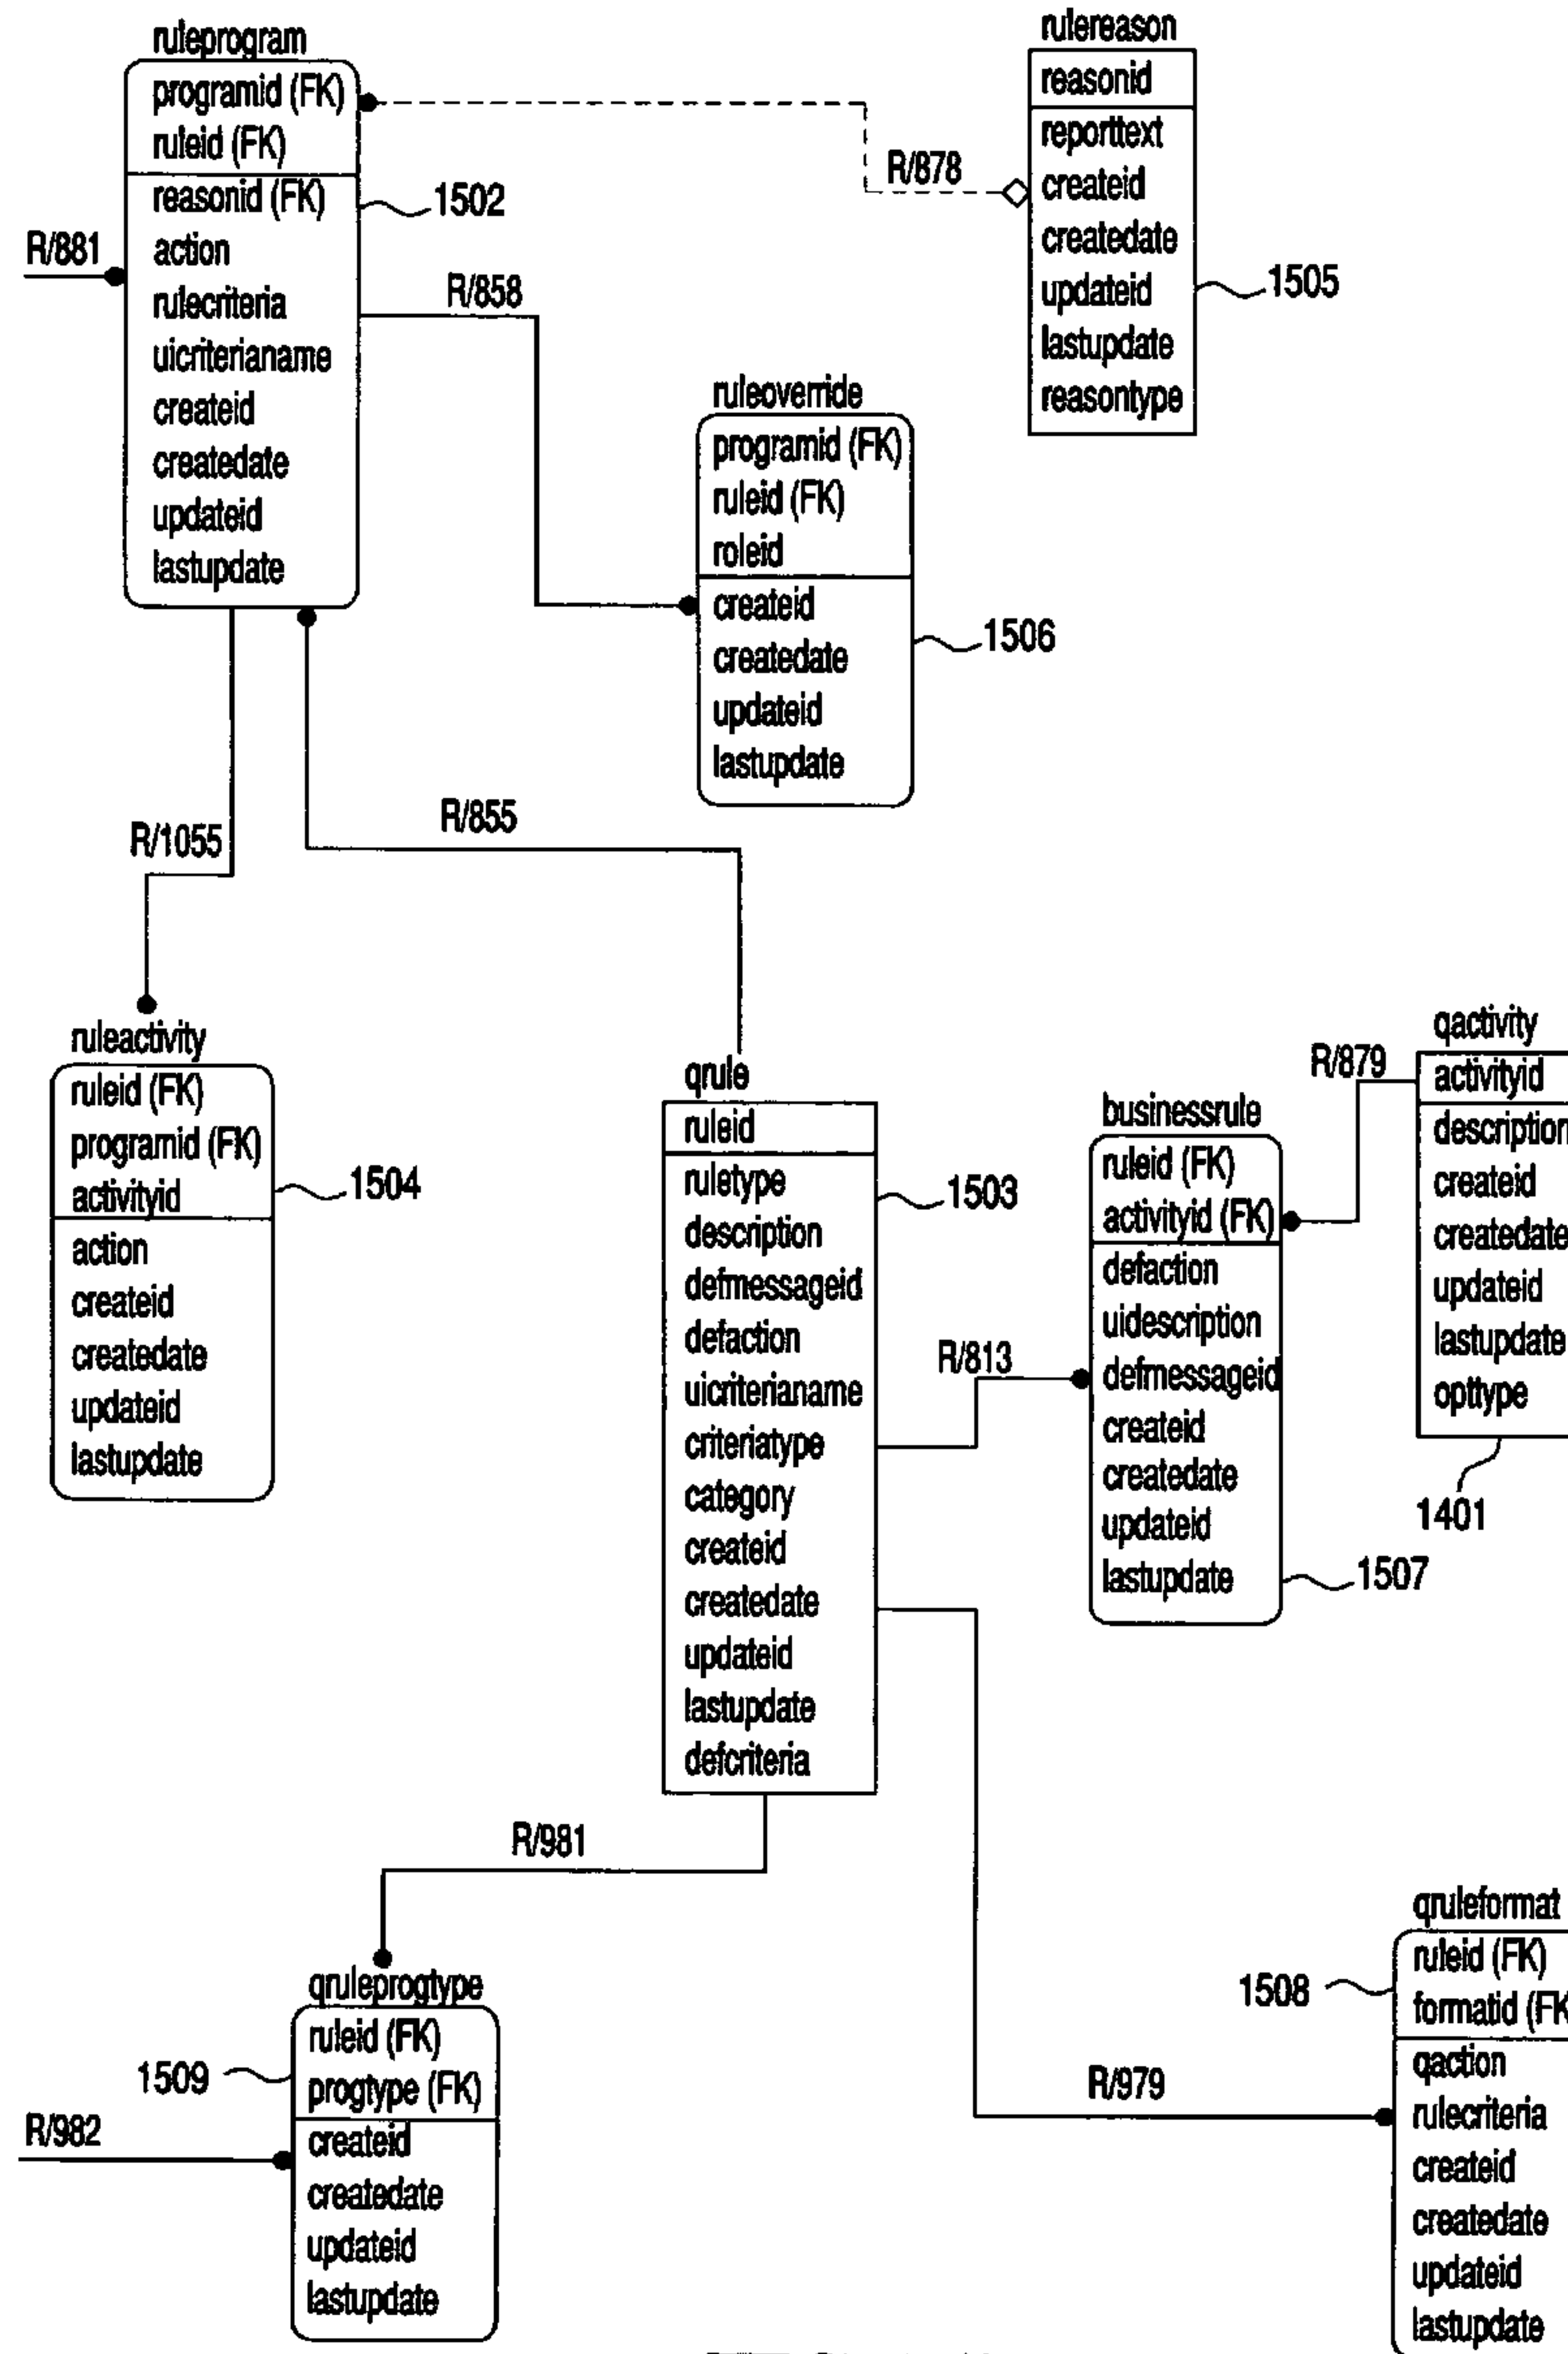 ruleprogram
programid (FK)
ruleid (FK)
reasonid (FK)
action
rulecriteria
uicriterianame
createid
createdate
updateid
lastupdate
1502
R/881
R/878
R/858
rulereason
reasonid
reporttext
createid
createdate
updateid
lastupdate
reasontype
1505
ruleoverride
programid (FK)
ruleid (FK)
roleid
createid
createdate
updateid
lastupdate
1506
R/1055
R/855
ruleactivity
ruleid (FK)
programid (FK)
activityid
action
createid
createdate
updateid
lastupdate
1504
qrule
ruleid
ruletype
description
defmessageid
defaction
uicriterianame
criteriatype
category
createid
createdate
updateid
lastupdate
defcriteria
1503
R/813
businessrule
ruleid (FK)
activityid (FK)
defaction
uidescription
defmessageid
createid
createdate
updateid
lastupdate
1507
R/879
qactivity
activityid
description
createid
createdate
updateid
lastupdate
opttype
1401
R/981
qruleprogtype
ruleid (FK)
progtype (FK)
createid
createdate
updateid
lastupdate
1509
R/982
R/979
qruleformat
ruleid (FK)
formatid (FK
qaction
rulecriteria
createid
createdate
updateid
lastupdate
1508